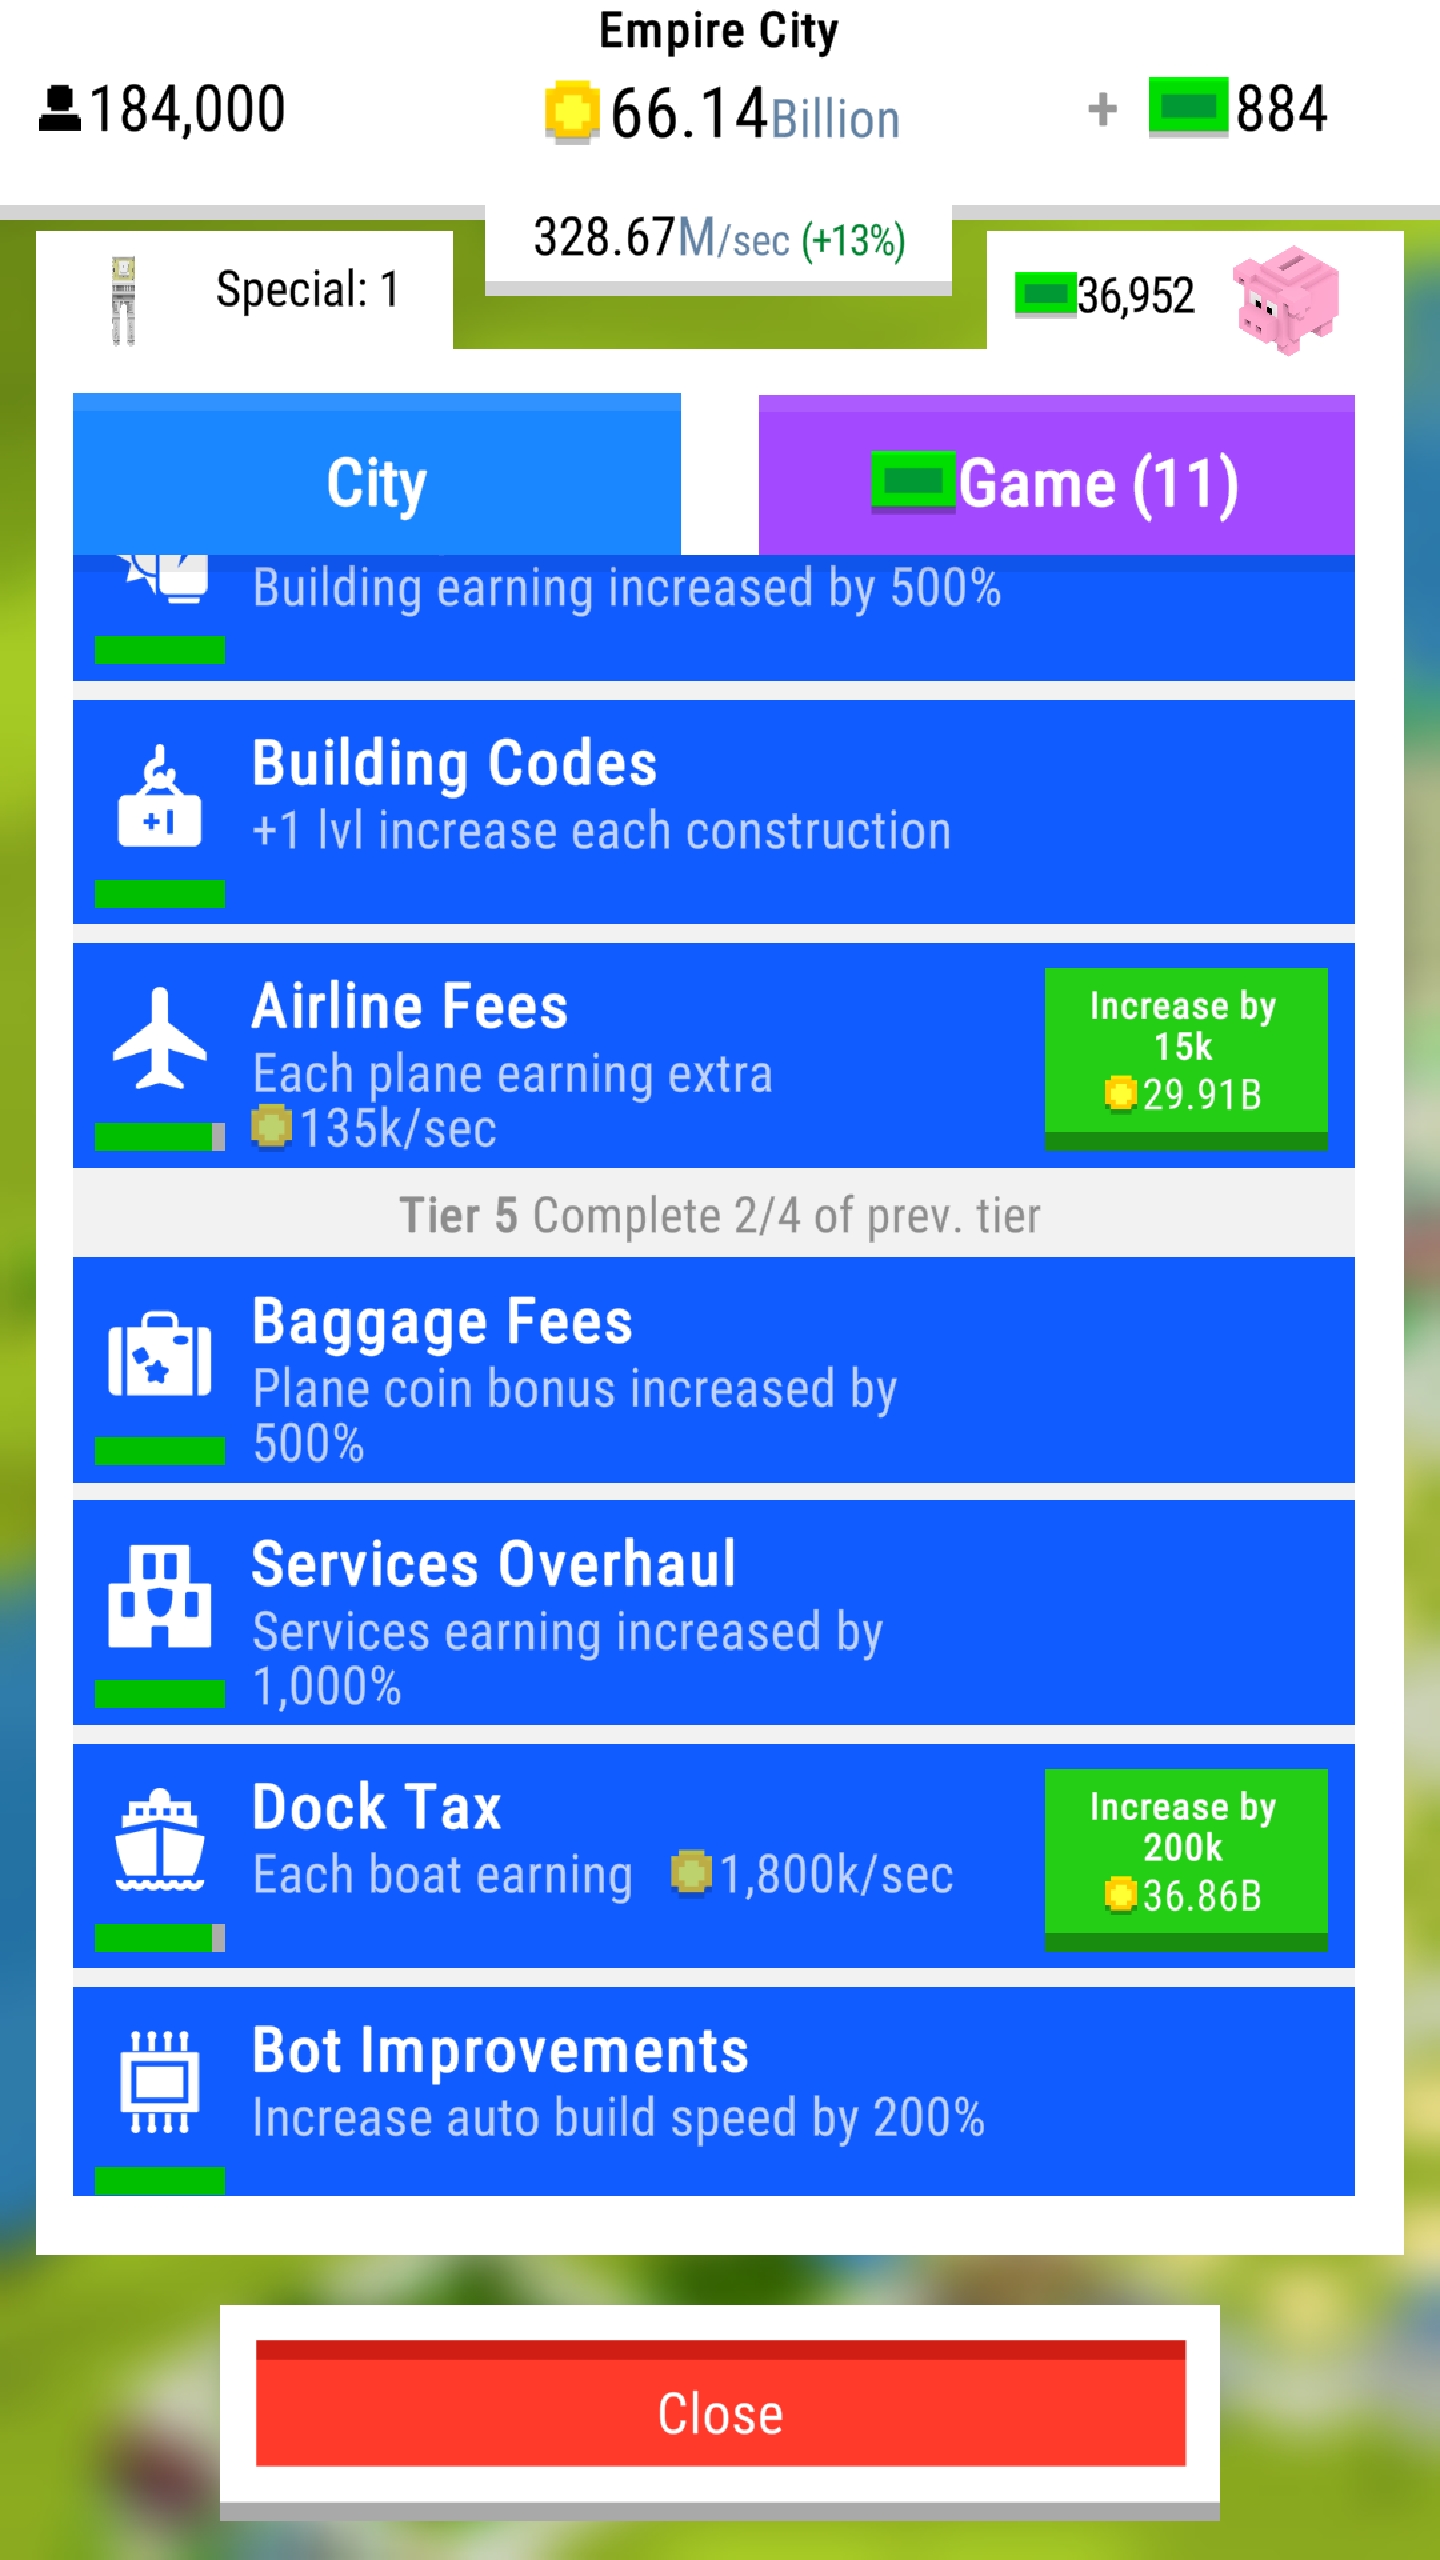 Empire City
184,000
66.14Billion
+ 884
328.67M/sec (+13%)
Special: 1
36,952
City
Game (11)
Building earning increased by 500%
Building Codes
+1
+1 lvl increase each construction
Airline Fees
Each plane earning extra
135k/sec
Increase by
15k
29.91B
Tier 5 Complete 2/4 of prev. tier
Baggage Fees
Plane coin bonus increased by
500%
Services Overhaul
Services earning increased by
1,000%
Dock Tax
Each boat earning 1,800k/sec
Increase by
200k
36.86B
Bot Improvements
Increase auto build speed by 200%
Close